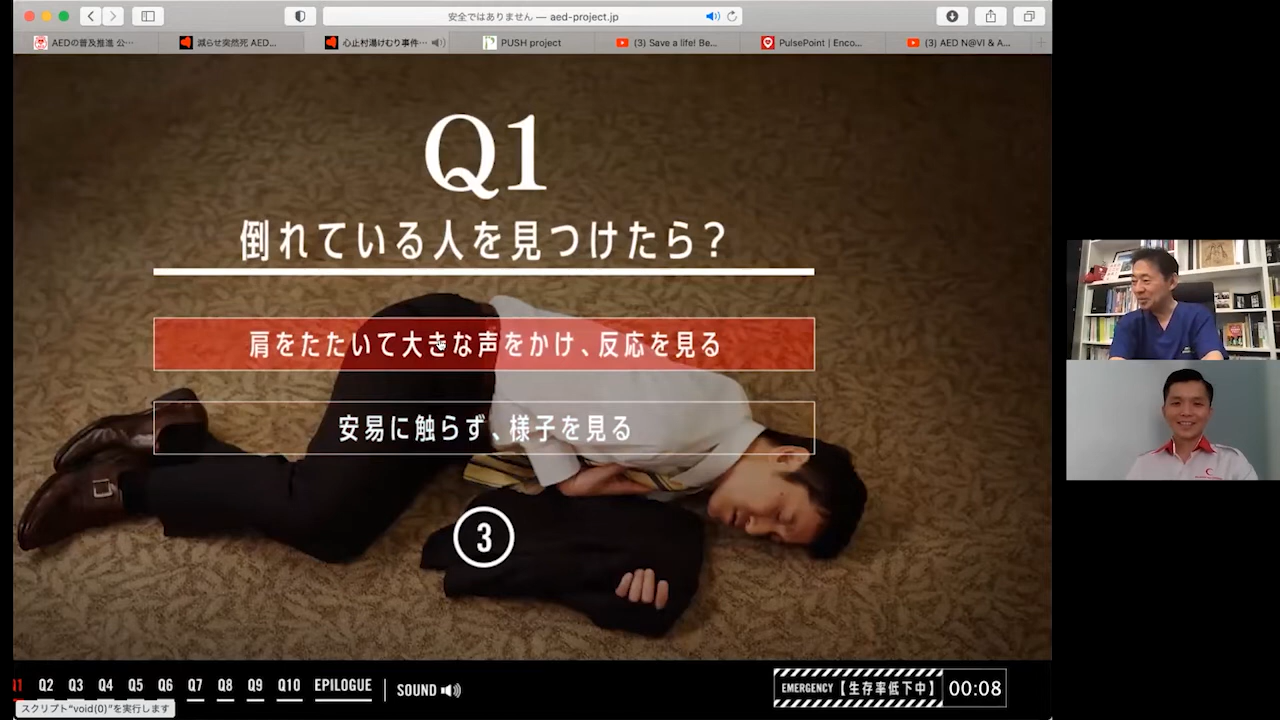 安全ではありません — aed-project.jp
AEDの普及推進 公…
減らせ突然死 AED...
心止村湯けむり事件…
PUSH project
(3) Save a life! Be...
PulsePoint | Enco...
(3) AED N@VI & A...
Q1
倒れている人を見つけたら?
肩をたたいて大きな声をかけ、反応を見る
安易に触らず、様子を見る
3
Q1 Q2 Q3 Q4 Q5 Q6 Q7 Q8 Q9 Q10 EPILOGUE SOUND
EMERGENCY【生存率低下中】 00:08
スクリプト“void(0)”を実行します